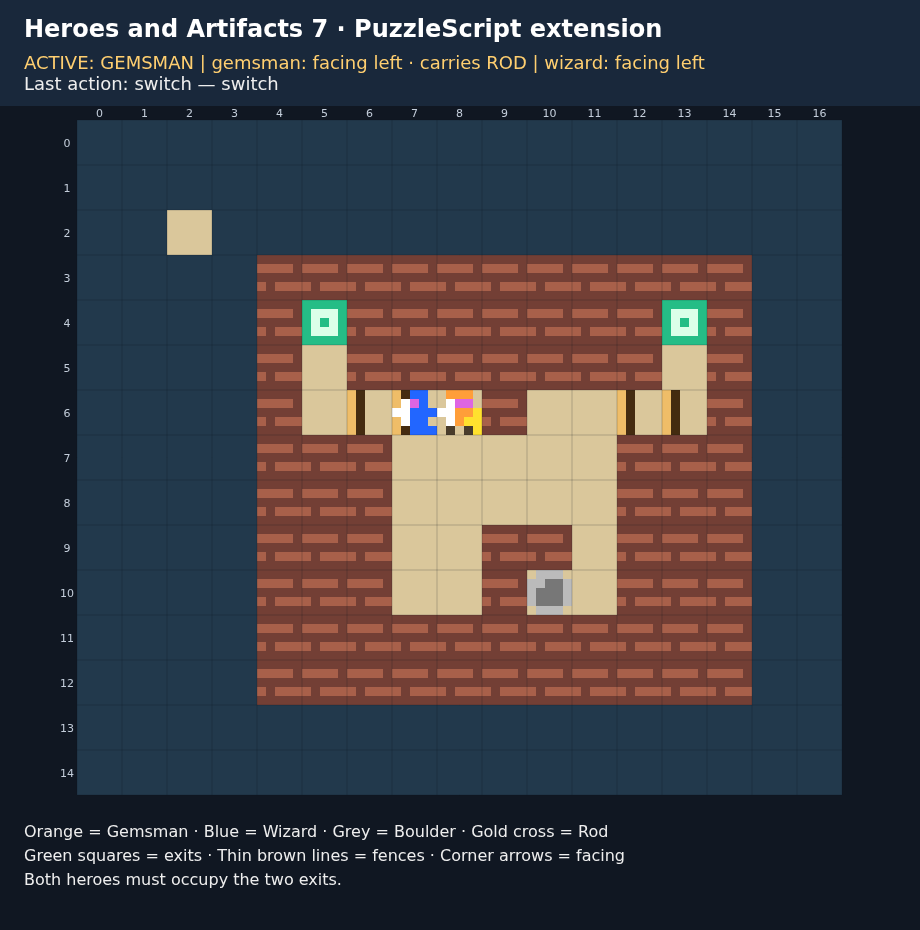 Heroes and Artifacts 7 · PuzzleScript extension
ACTIVE: GEMSMAN | gemsman: facing left · carries ROD | wizard: facing left
Last action: switch — switch
0 1 2 3 4 5 6 7 8 9 10 11 12 13 14 15 16
0
1
2
3
4
5
6
7
8
9
10
11
12
13
14
Orange = Gemsman · Blue = Wizard · Grey = Boulder · Gold cross = Rod
Green squares = exits · Thin brown lines = fences · Corner arrows = facing
Both heroes must occupy the two exits.